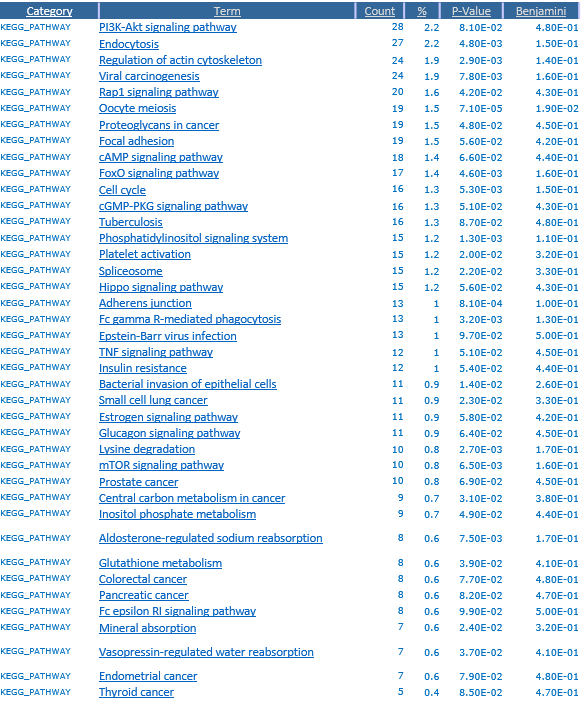 Category Term Count % P-Value Benjamini
KEGG_PATHWAY PI3K-Akt signaling pathway 28 2.2 8.10E-02 4.80E-01
KEGG_PATHWAY Endocytosis 27 2.2 4.80E-03 1.50E-01
KEGG_PATHWAY Regulation of actin cytoskeleton 24 1.9 2.90E-03 1.40E-01
KEGG_PATHWAY Viral carcinogenesis 24 1.9 7.80E-03 1.60E-01
KEGG_PATHWAY Rap1 signaling pathway 20 1.6 4.20E-02 4.30E-01
KEGG_PATHWAY Oocyte meiosis 19 1.5 7.10E-05 1.90E-02
KEGG_PATHWAY Proteoglycans in cancer 19 1.5 4.80E-02 4.50E-01
KEGG_PATHWAY Focal adhesion 19 1.5 5.60E-02 4.20E-01
KEGG_PATHWAY cAMP signaling pathway 18 1.4 6.60E-02 4.40E-01
KEGG_PATHWAY FoxO signaling pathway 17 1.4 4.60E-03 1.60E-01
KEGG_PATHWAY Cell cycle 16 1.3 5.30E-03 1.50E-01
KEGG_PATHWAY cGMP-PKG signaling pathway 16 1.3 5.10E-02 4.30E-01
KEGG_PATHWAY Tuberculosis 16 1.3 8.70E-02 4.80E-01
KEGG_PATHWAY Phosphatidylinositol signaling system 15 1.2 1.30E-03 1.10E-01
KEGG_PATHWAY Platelet activation 15 1.2 2.00E-02 3.20E-01
KEGG_PATHWAY Spliceosome 15 1.2 2.20E-02 3.30E-01
KEGG_PATHWAY Hippo signaling pathway 15 1.2 5.60E-02 4.30E-01
KEGG_PATHWAY Adherens junction 13 1 8.10E-04 1.00E-01
KEGG_PATHWAY Fc gamma R-mediated phagocytosis 13 1 3.20E-03 1.30E-01
KEGG_PATHWAY Epstein-Barr virus infection 13 1 9.70E-02 5.00E-01
KEGG_PATHWAY TNF signaling pathway 12 1 5.10E-02 4.50E-01
KEGG_PATHWAY Insulin resistance 12 1 5.40E-02 4.40E-01
KEGG_PATHWAY Bacterial invasion of epithelial cells 11 0.9 1.40E-02 2.60E-01
KEGG_PATHWAY Small cell lung cancer 11 0.9 2.30E-02 3.30E-01
KEGG_PATHWAY Estrogen signaling pathway 11 0.9 5.80E-02 4.20E-01
KEGG_PATHWAY Glucagon signaling pathway 11 0.9 6.40E-02 4.50E-01
KEGG_PATHWAY Lysine degradation 10 0.8 2.70E-03 1.70E-01
KEGG_PATHWAY mTOR signaling pathway 10 0.8 6.50E-03 1.60E-01
KEGG_PATHWAY Prostate cancer 10 0.8 6.90E-02 4.50E-01
KEGG_PATHWAY Central carbon metabolism in cancer 9 0.7 3.10E-02 3.80E-01
KEGG_PATHWAY Inositol phosphate metabolism 9 0.7 4.90E-02 4.40E-01
KEGG_PATHWAY Aldosterone-regulated sodium reabsorption 8 0.6 7.50E-03 1.70E-01
KEGG_PATHWAY Glutathione metabolism 8 0.6 3.90E-02 4.10E-01
KEGG_PATHWAY Colorectal cancer 8 0.6 7.70E-02 4.80E-01
KEGG_PATHWAY Pancreatic cancer 8 0.6 8.20E-02 4.70E-01
KEGG_PATHWAY Fc epsilon RI signaling pathway 8 0.6 9.90E-02 5.00E-01
KEGG_PATHWAY Mineral absorption 7 0.6 2.40E-02 3.20E-01
KEGG_PATHWAY Vasopressin-regulated water reabsorption 7 0.6 3.70E-02 4.10E-01
KEGG_PATHWAY Endometrial cancer 7 0.6 7.90E-02 4.80E-01
KEGG_PATHWAY Thyroid cancer 5 0.4 8.50E-02 4.70E-01